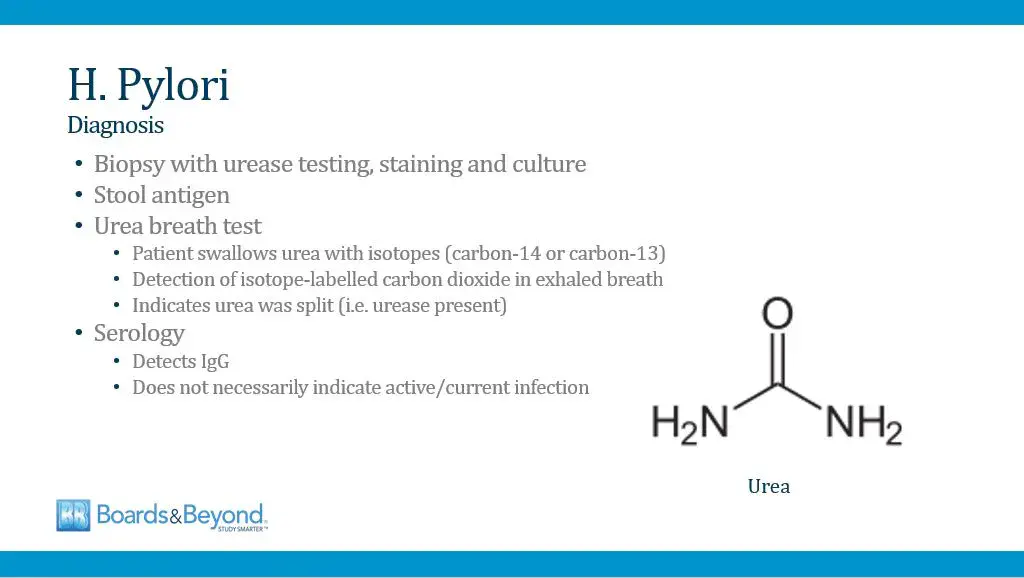 H. Pylori
Diagnosis
• Biopsy with urease testing, staining and culture
• Stool antigen
• Urea breath test
• Patient swallows urea with isotopes (carbon-14 or carbon-13)
• Detection of isotope-labelled carbon dioxide in exhaled breath
• Indicates urea was split (i.e. urease present)
• Serology
• Detects IgG
• Does not necessarily indicate active/current infection
O
H₂N NH₂
Urea
BB Boards&Beyond®
STUDY SMARTER™